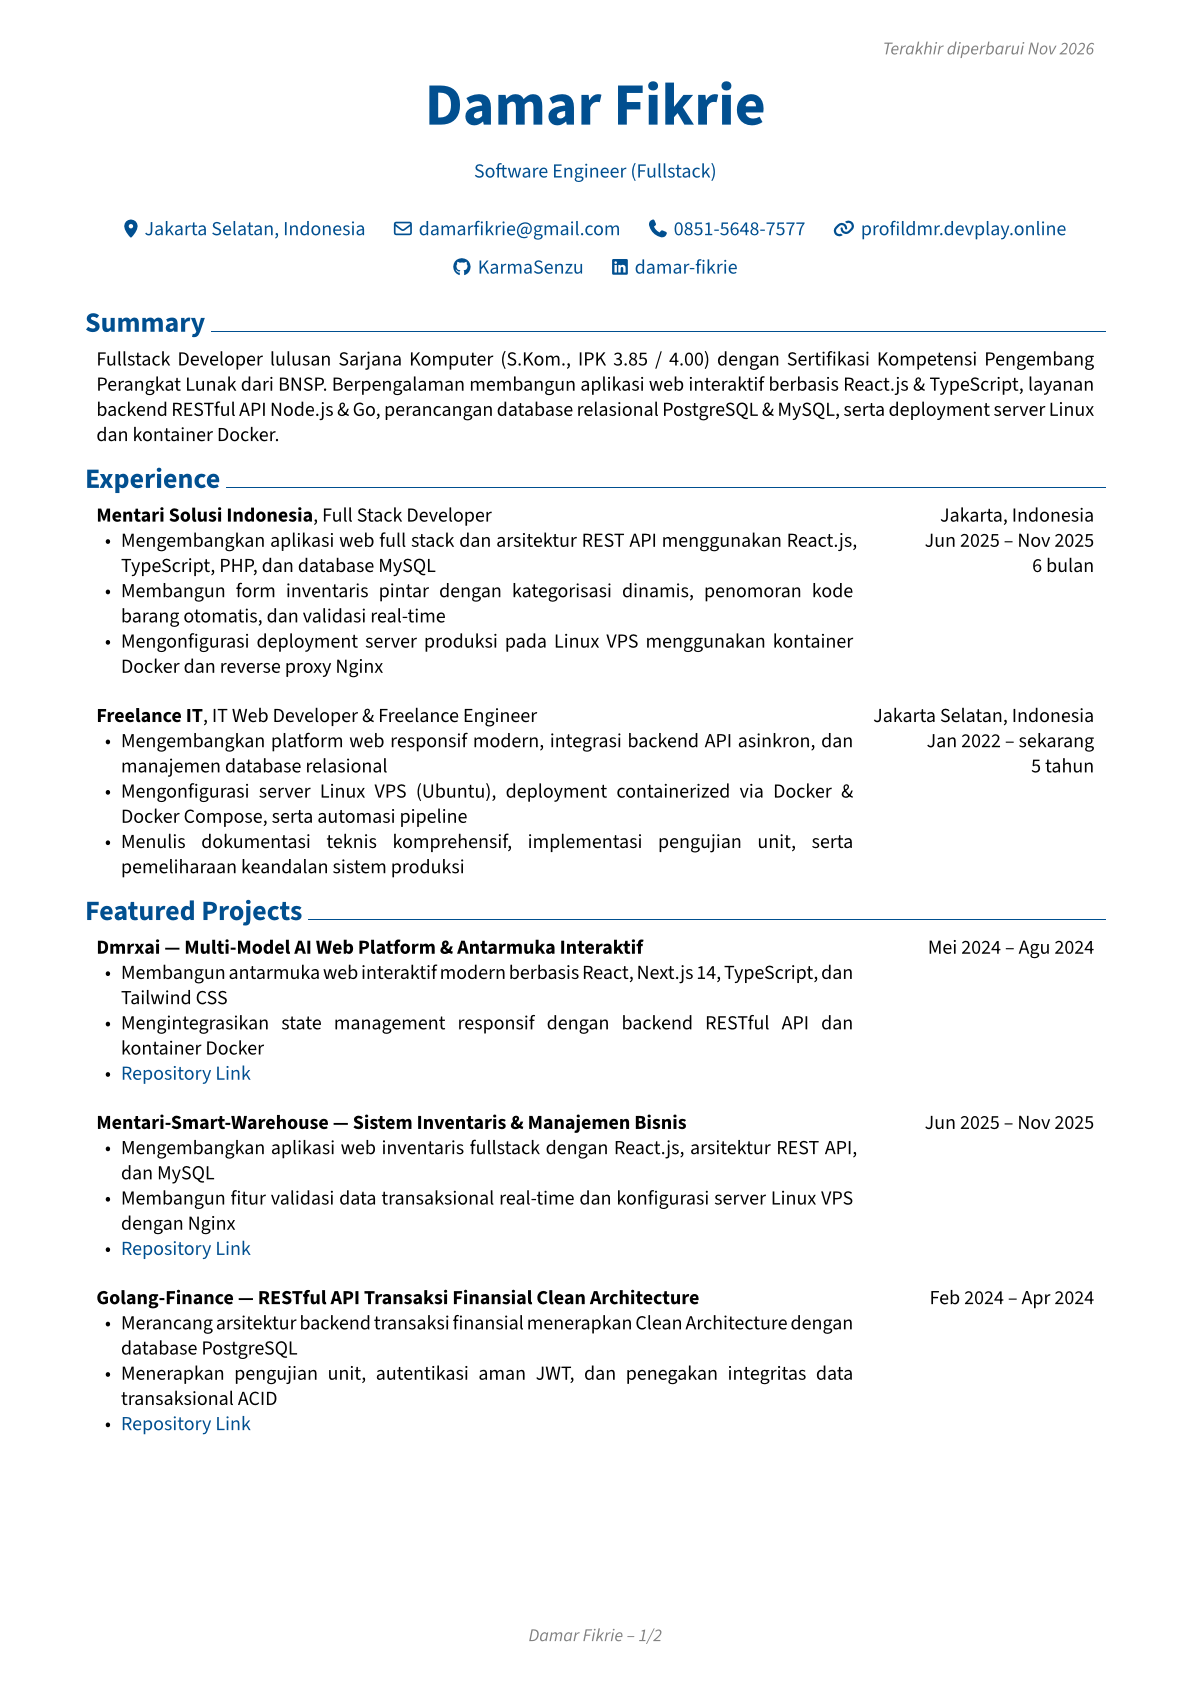 Terakhir diperbarui Nov 2026
Damar Fikrie
Software Engineer (Fullstack)
Jakarta Selatan, Indonesia damarfikrie@gmail.com 0851-5648-7577 profildmr.devplay.online
KarmaSenzu damar-fikrie
Summary
Fullstack Developer lulusan Sarjana Komputer (S.Kom., IPK 3.85 / 4.00) dengan Sertifikasi Kompetensi Pengembang
Perangkat Lunak dari BNSP. Berpengalaman membangun aplikasi web interaktif berbasis React.js & TypeScript, layanan
backend RESTful API Node.js & Go, perancangan database relasional PostgreSQL & MySQL, serta deployment server Linux
dan kontainer Docker.
Experience
Mentari Solusi Indonesia, Full Stack Developer Jakarta, Indonesia
• Mengembangkan aplikasi web full stack dan arsitektur REST API menggunakan React.js, Jun 2025 – Nov 2025
TypeScript, PHP, dan database MySQL 6 bulan
• Membangun form inventaris pintar dengan kategorisasi dinamis, penomoran kode
barang otomatis, dan validasi real-time
• Mengonfigurasi deployment server produksi pada Linux VPS menggunakan kontainer
Docker dan reverse proxy Nginx
Freelance IT, IT Web Developer & Freelance Engineer Jakarta Selatan, Indonesia
• Mengembangkan platform web responsif modern, integrasi backend API asinkron, dan Jan 2022 – sekarang
manajemen database relasional 5 tahun
• Mengonfigurasi server Linux VPS (Ubuntu), deployment containerized via Docker &
Docker Compose, serta automasi pipeline
• Menulis dokumentasi teknis komprehensif, implementasi pengujian unit, serta
pemeliharaan keandalan sistem produksi
Featured Projects
Dmrxai — Multi-Model AI Web Platform & Antarmuka Interaktif Mei 2024 – Agu 2024
• Membangun antarmuka web interaktif modern berbasis React, Next.js 14, TypeScript, dan
Tailwind CSS
• Mengintegrasikan state management responsif dengan backend RESTful API dan
kontainer Docker
• Repository Link
Mentari-Smart-Warehouse — Sistem Inventaris & Manajemen Bisnis Jun 2025 – Nov 2025
• Mengembangkan aplikasi web inventaris fullstack dengan React.js, arsitektur REST API,
dan MySQL
• Membangun fitur validasi data transaksional real-time dan konfigurasi server Linux VPS
dengan Nginx
• Repository Link
Golang-Finance — RESTful API Transaksi Finansial Clean Architecture Feb 2024 – Apr 2024
• Merancang arsitektur backend transaksi finansial menerapkan Clean Architecture dengan
database PostgreSQL
• Menerapkan pengujian unit, autentikasi aman JWT, dan penegakan integritas data
transaksional ACID
• Repository Link
Damar Fikrie – 1/2